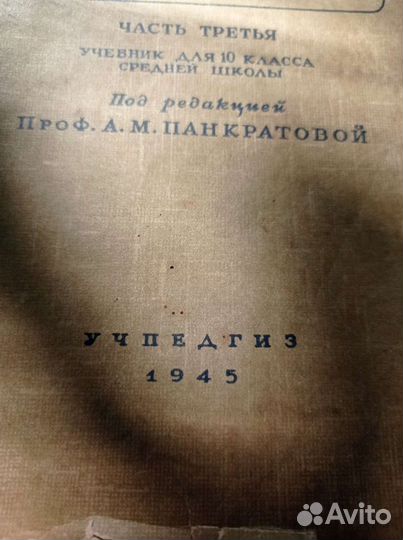 ЧАСТЬ ТРЕТЬЯ
УЧЕБНИК ДЛЯ 10 КЛАССА
СРЕДНЕЙ ШКОЛЫ
Под редакцией
ПРОФ. А. М. ПАНКРАТОВОЙ
УЧПЕДГИЗ
1945
Avito